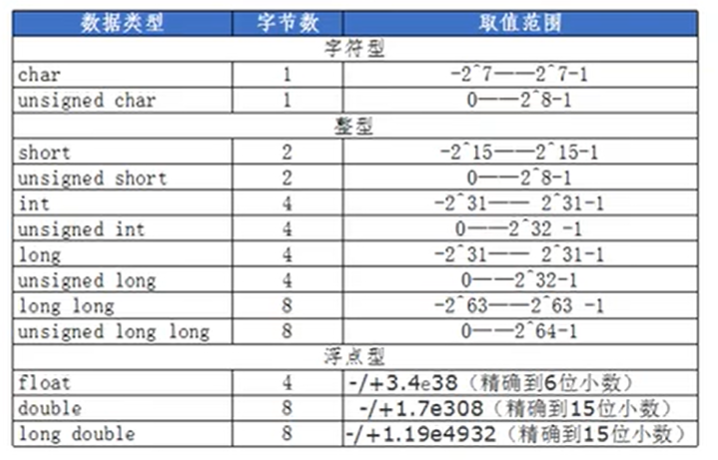 数据类型 字节数 取值范围
字符型
char 1 -2^7——2^7-1
unsigned char 1 0——2^8-1
整型
short 2 -2^15——2^15-1
unsigned short 2 0——2^8-1
int 4 -2^31—— 2^31-1
unsigned int 4 0——2^32 -1
long 4 -2^31—— 2^31-1
unsigned long 4 0——2^32-1
long long 8 -2^63——2^63 -1
unsigned long long 8 0——2^64-1
浮点型
float 4 -/+3.4e38（精确到6位小数）
double 8 -/+1.7e308（精确到15位小数）
long double 8 -/+1.19e4932（精确到15位小数）